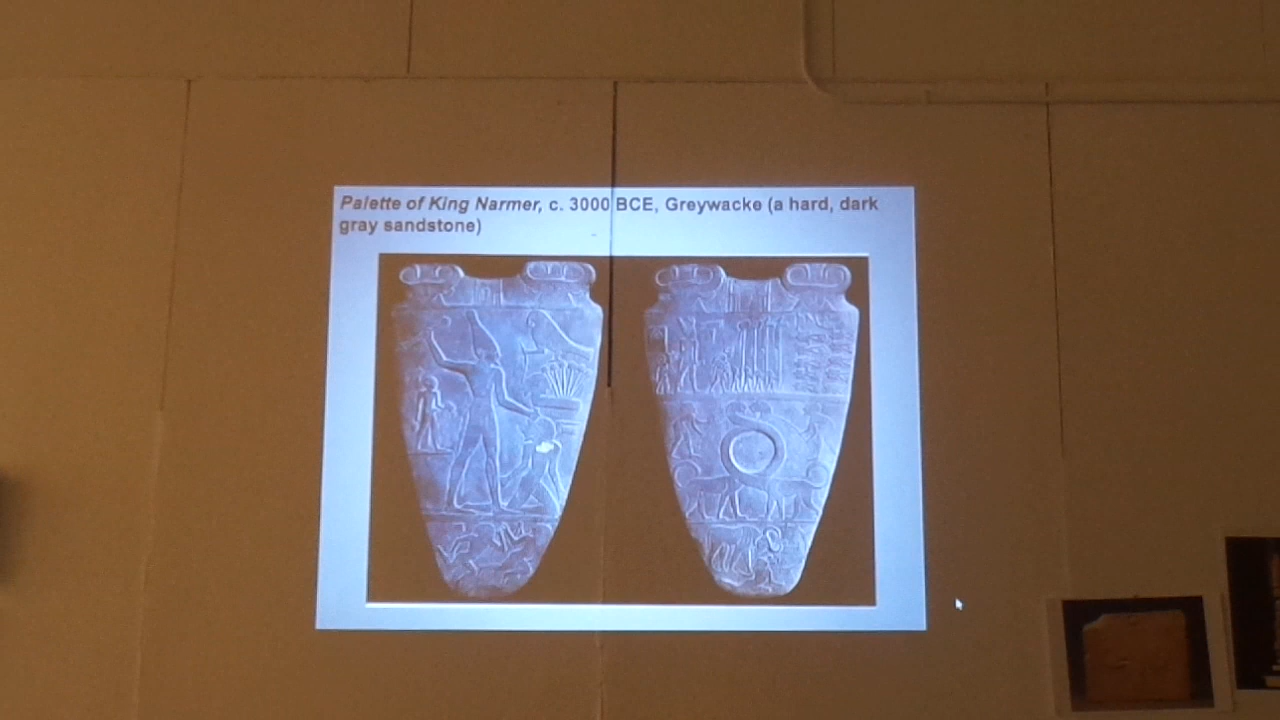 Palette of King Narmer, c. 3000 BCE, Greywacke (a hard, dark
gray sandstone)